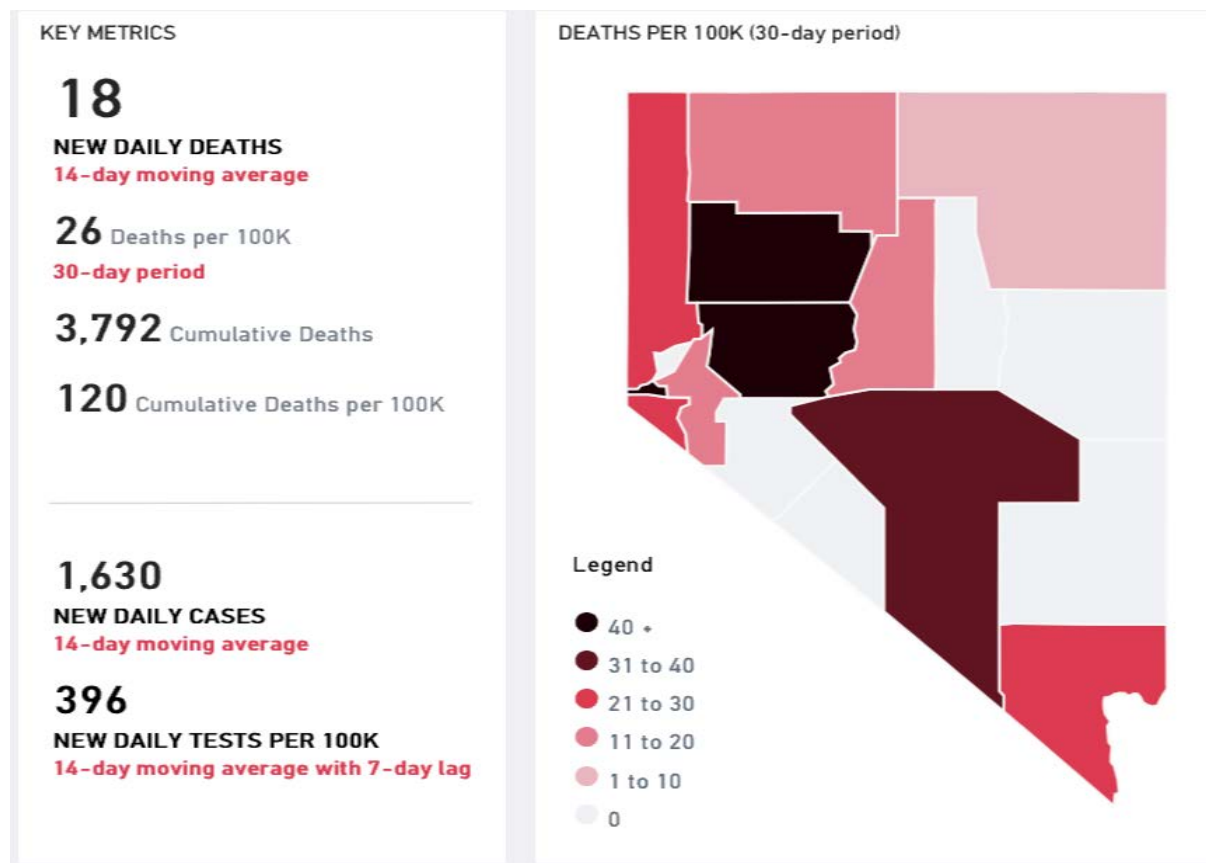 KEY METRICS
18
NEW DAILY DEATHS
14-day moving average
26 Deaths per 100K
30-day period
3,792 Cumulative Deaths
120 Cumulative Deaths per 100K
1,630
NEW DAILY CASES
14-day moving average
396
NEW DAILY TESTS PER 100K
14-day moving average with 7-day lag
DEATHS PER 100K (30-day period)
Legend
40 +
31 to 40
21 to 30
11 to 20
1 to 10
0